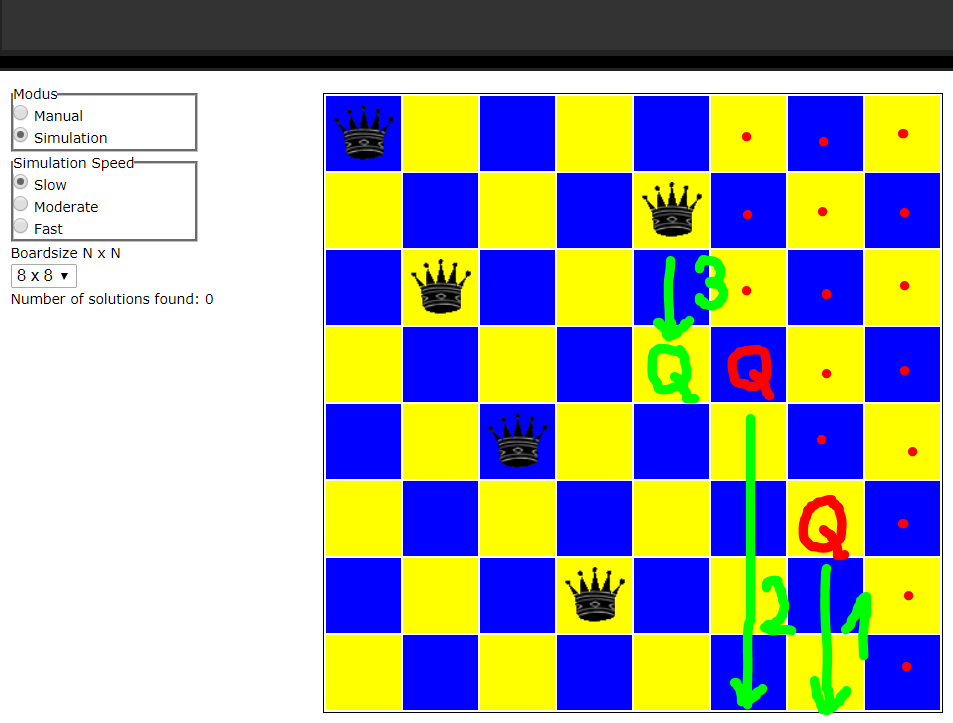 Modus
Manual
Simulation
Simulation Speed
Slow
Moderate
Fast
Boardsize N x N
8 x 8
Number of solutions found: 0
3
Q Q
Q
2 1